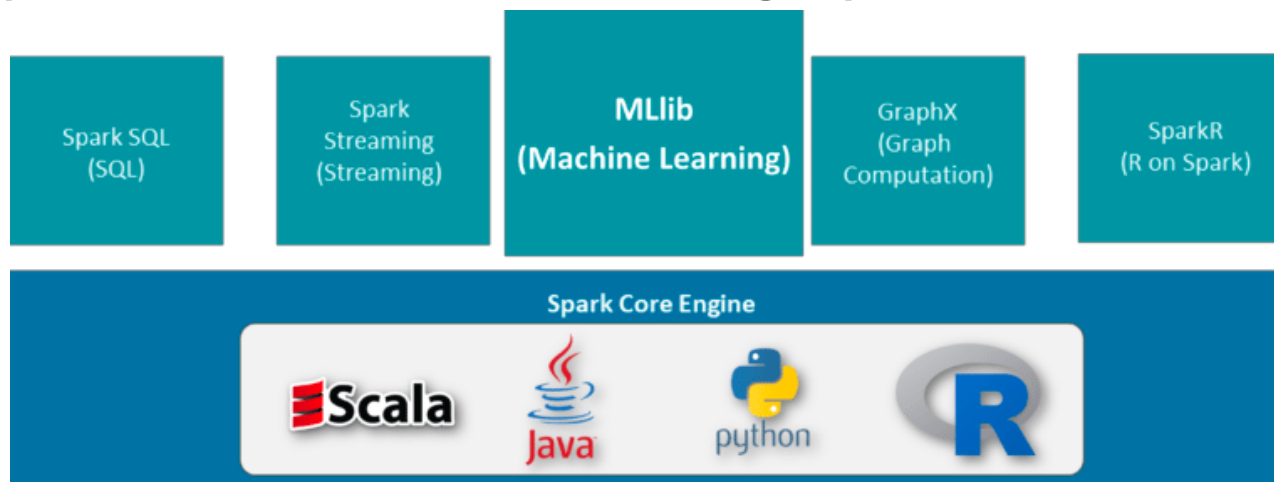 Spark SQL
(SQL)
Spark
Streaming
(Streaming)
MLlib
(Machine Learning)
GraphX
(Graph
Computation)
SparkR
(R on Spark)
Spark Core Engine
Scala
Java
python
R